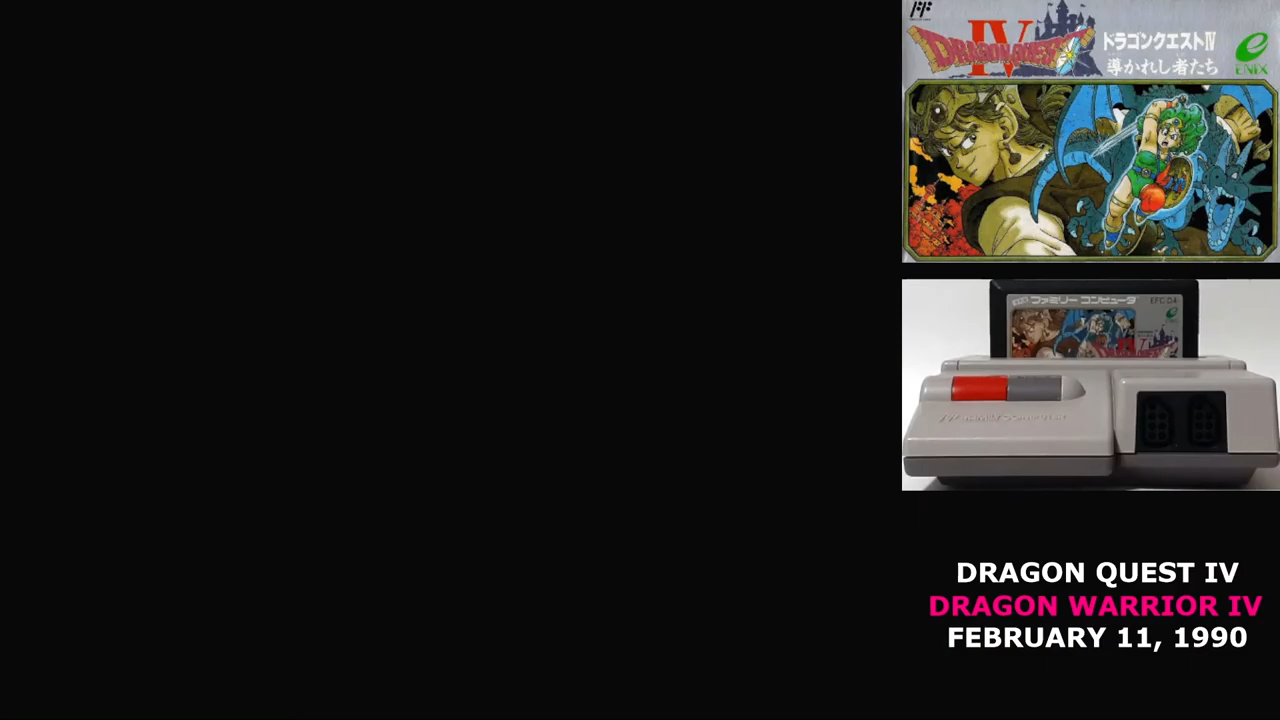 DRAGON QUEST
IV
ドラゴンクエストⅣ
導かれし者たち
ENIX
ファミリー コンピュータ
EFC-D4
DRAGON QUEST IV
DRAGON WARRIOR IV
FEBRUARY 11, 1990